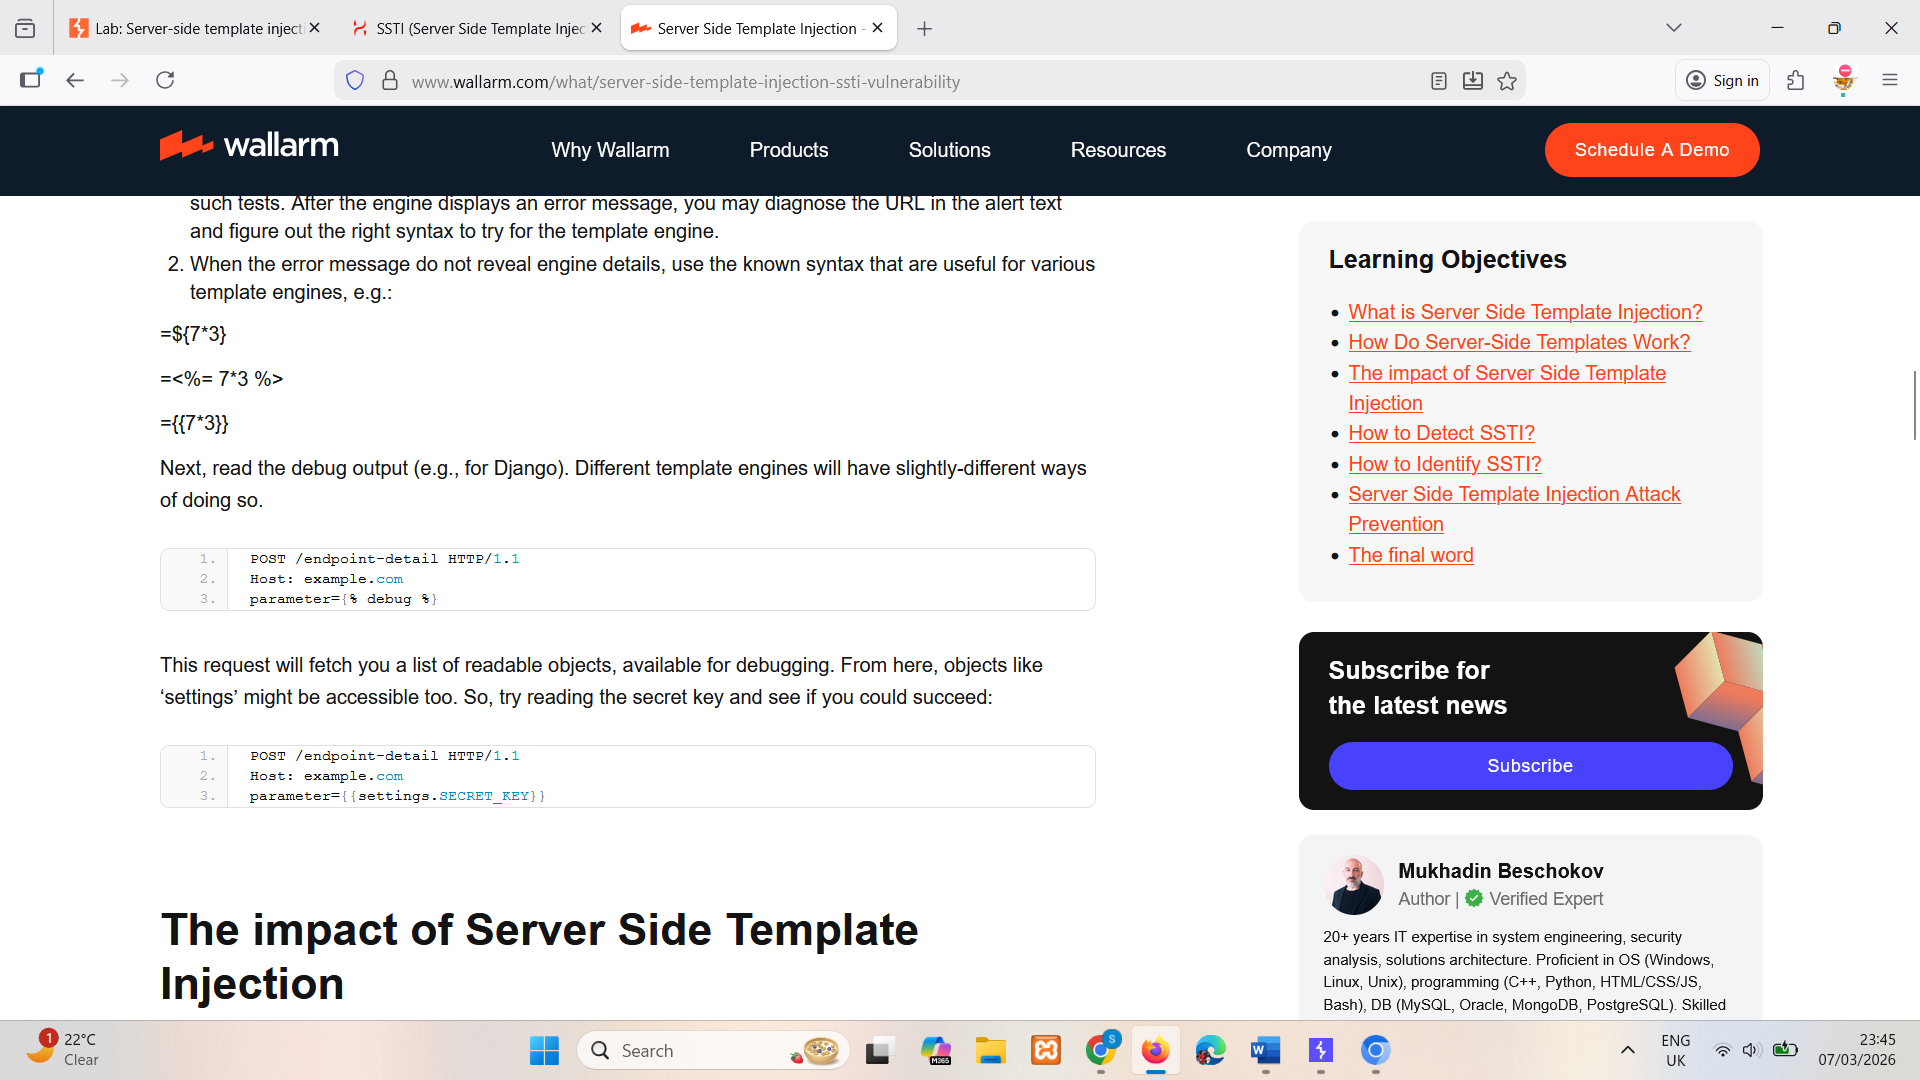 Lab: Server-side template injecti
SSTI (Server Side Template Injec
Server Side Template Injection -
www.wallarm.com/what/server-side-template-injection-ssti-vulnerability
Sign in
wallarm
Why Wallarm
Products
Solutions
Resources
Company
Schedule A Demo
such tests. After the engine displays an error message, you may diagnose the URL in the alert text
and figure out the right syntax to try for the template engine.
2. When the error message do not reveal engine details, use the known syntax that are useful for various
template engines, e.g.:
=${7*3}
=<%= 7*3 %>
={{7*3}}
Next, read the debug output (e.g., for Django). Different template engines will have slightly-different ways
of doing so.
1. POST /endpoint-detail HTTP/1.1
2. Host: example.com
3. parameter={% debug %}
This request will fetch you a list of readable objects, available for debugging. From here, objects like
‘settings’ might be accessible too. So, try reading the secret key and see if you could succeed:
1. POST /endpoint-detail HTTP/1.1
2. Host: example.com
3. parameter={{settings.SECRET_KEY}}
The impact of Server Side Template
Injection
Learning Objectives
What is Server Side Template Injection?
How Do Server-Side Templates Work?
The impact of Server Side Template
Injection
How to Detect SSTI?
How to Identify SSTI?
Server Side Template Injection Attack
Prevention
The final word
Subscribe for
the latest news
Subscribe
Mukhadin Beschokov
Author | Verified Expert
20+ years IT expertise in system engineering, security
analysis, solutions architecture. Proficient in OS (Windows,
Linux, Unix), programming (C++, Python, HTML/CSS/JS,
Bash), DB (MySQL, Oracle, MongoDB, PostgreSQL). Skilled
1
22°C
Clear
Search
M365
S
W
ENG
UK
23:45
07/03/2026